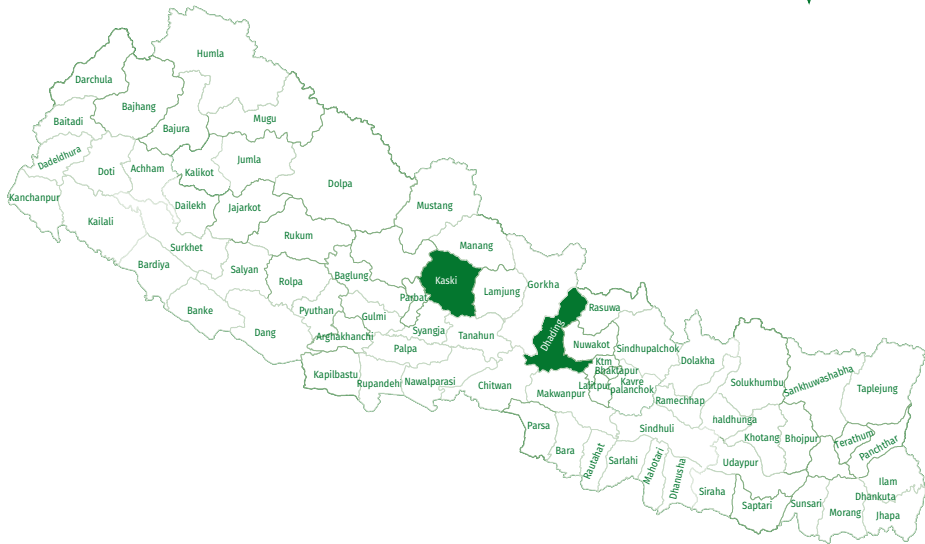 Humla
Darchula
Bajhang
Mugu
Baitadi
Bajura
Dadeldhura
Jumla
Doti
Achham
Kalikot
Dolpa
Kanchanpur
Dailekh
Jajarkot
Mustang
Kailali
Rukum
Surkhet
Manang
Bardiya
Salyan
Rolpa
Baglung
Kaski
Lamjung
Gorkha
Parbat
Rasuwa
Banke
Pyuthan
Gulmi
Dang
Arghakhanchi
Syangja
Tanahun
Dhading
Nuwakot
Sindhupalchok
Palpa
Ktm
Dolakha
Bhaktapur
Kapilbastu
Rupandehi
Nawalparasi
Chitwan
Makwanpur
Lalitpur
Kavre
palanchok
Ramechhap
Solukhumbu
Sankhuwashabha
Taplejung
haldhunga
Parsa
Sindhuli
Khotang
Bhojpur
Terathum
Panchthar
Bara
Rautahat
Sarlahi
Mahotari
Dhanusha
Udaypur
Siraha
Saptari
Sunsari
Morang
Ilam
Dhankuta
Jhapa